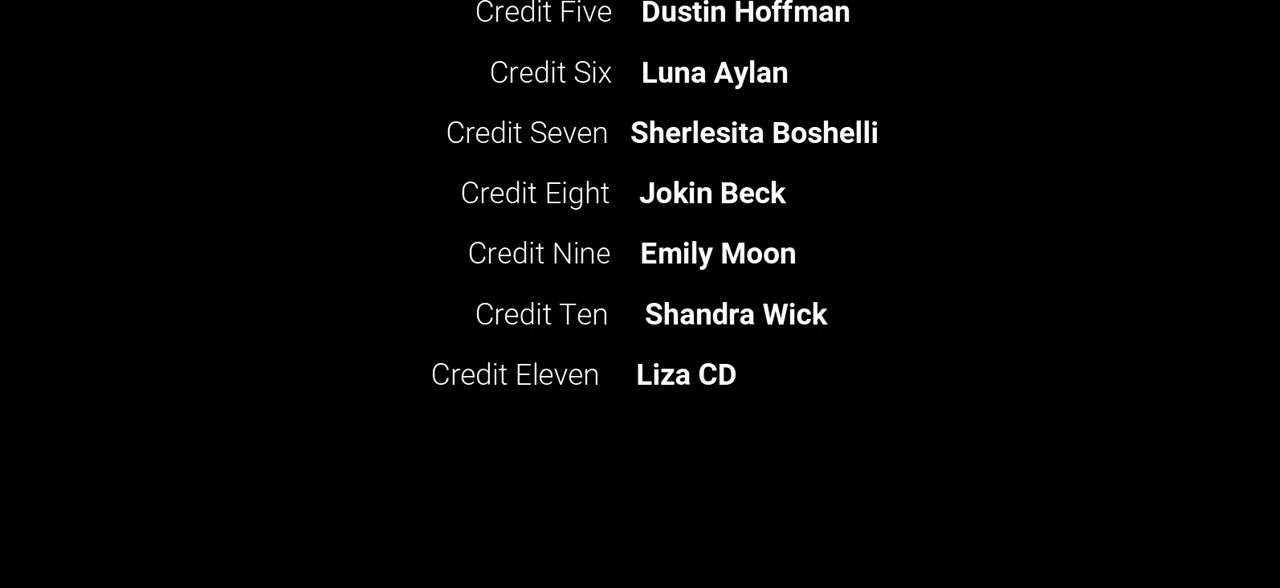 Credit Five Dustin Hoffman
Credit Six Luna Aylan
Credit Seven Sherlesita Boshelli
Credit Eight Jokin Beck
Credit Nine Emily Moon
Credit Ten Shandra Wick
Credit Eleven Liza CD